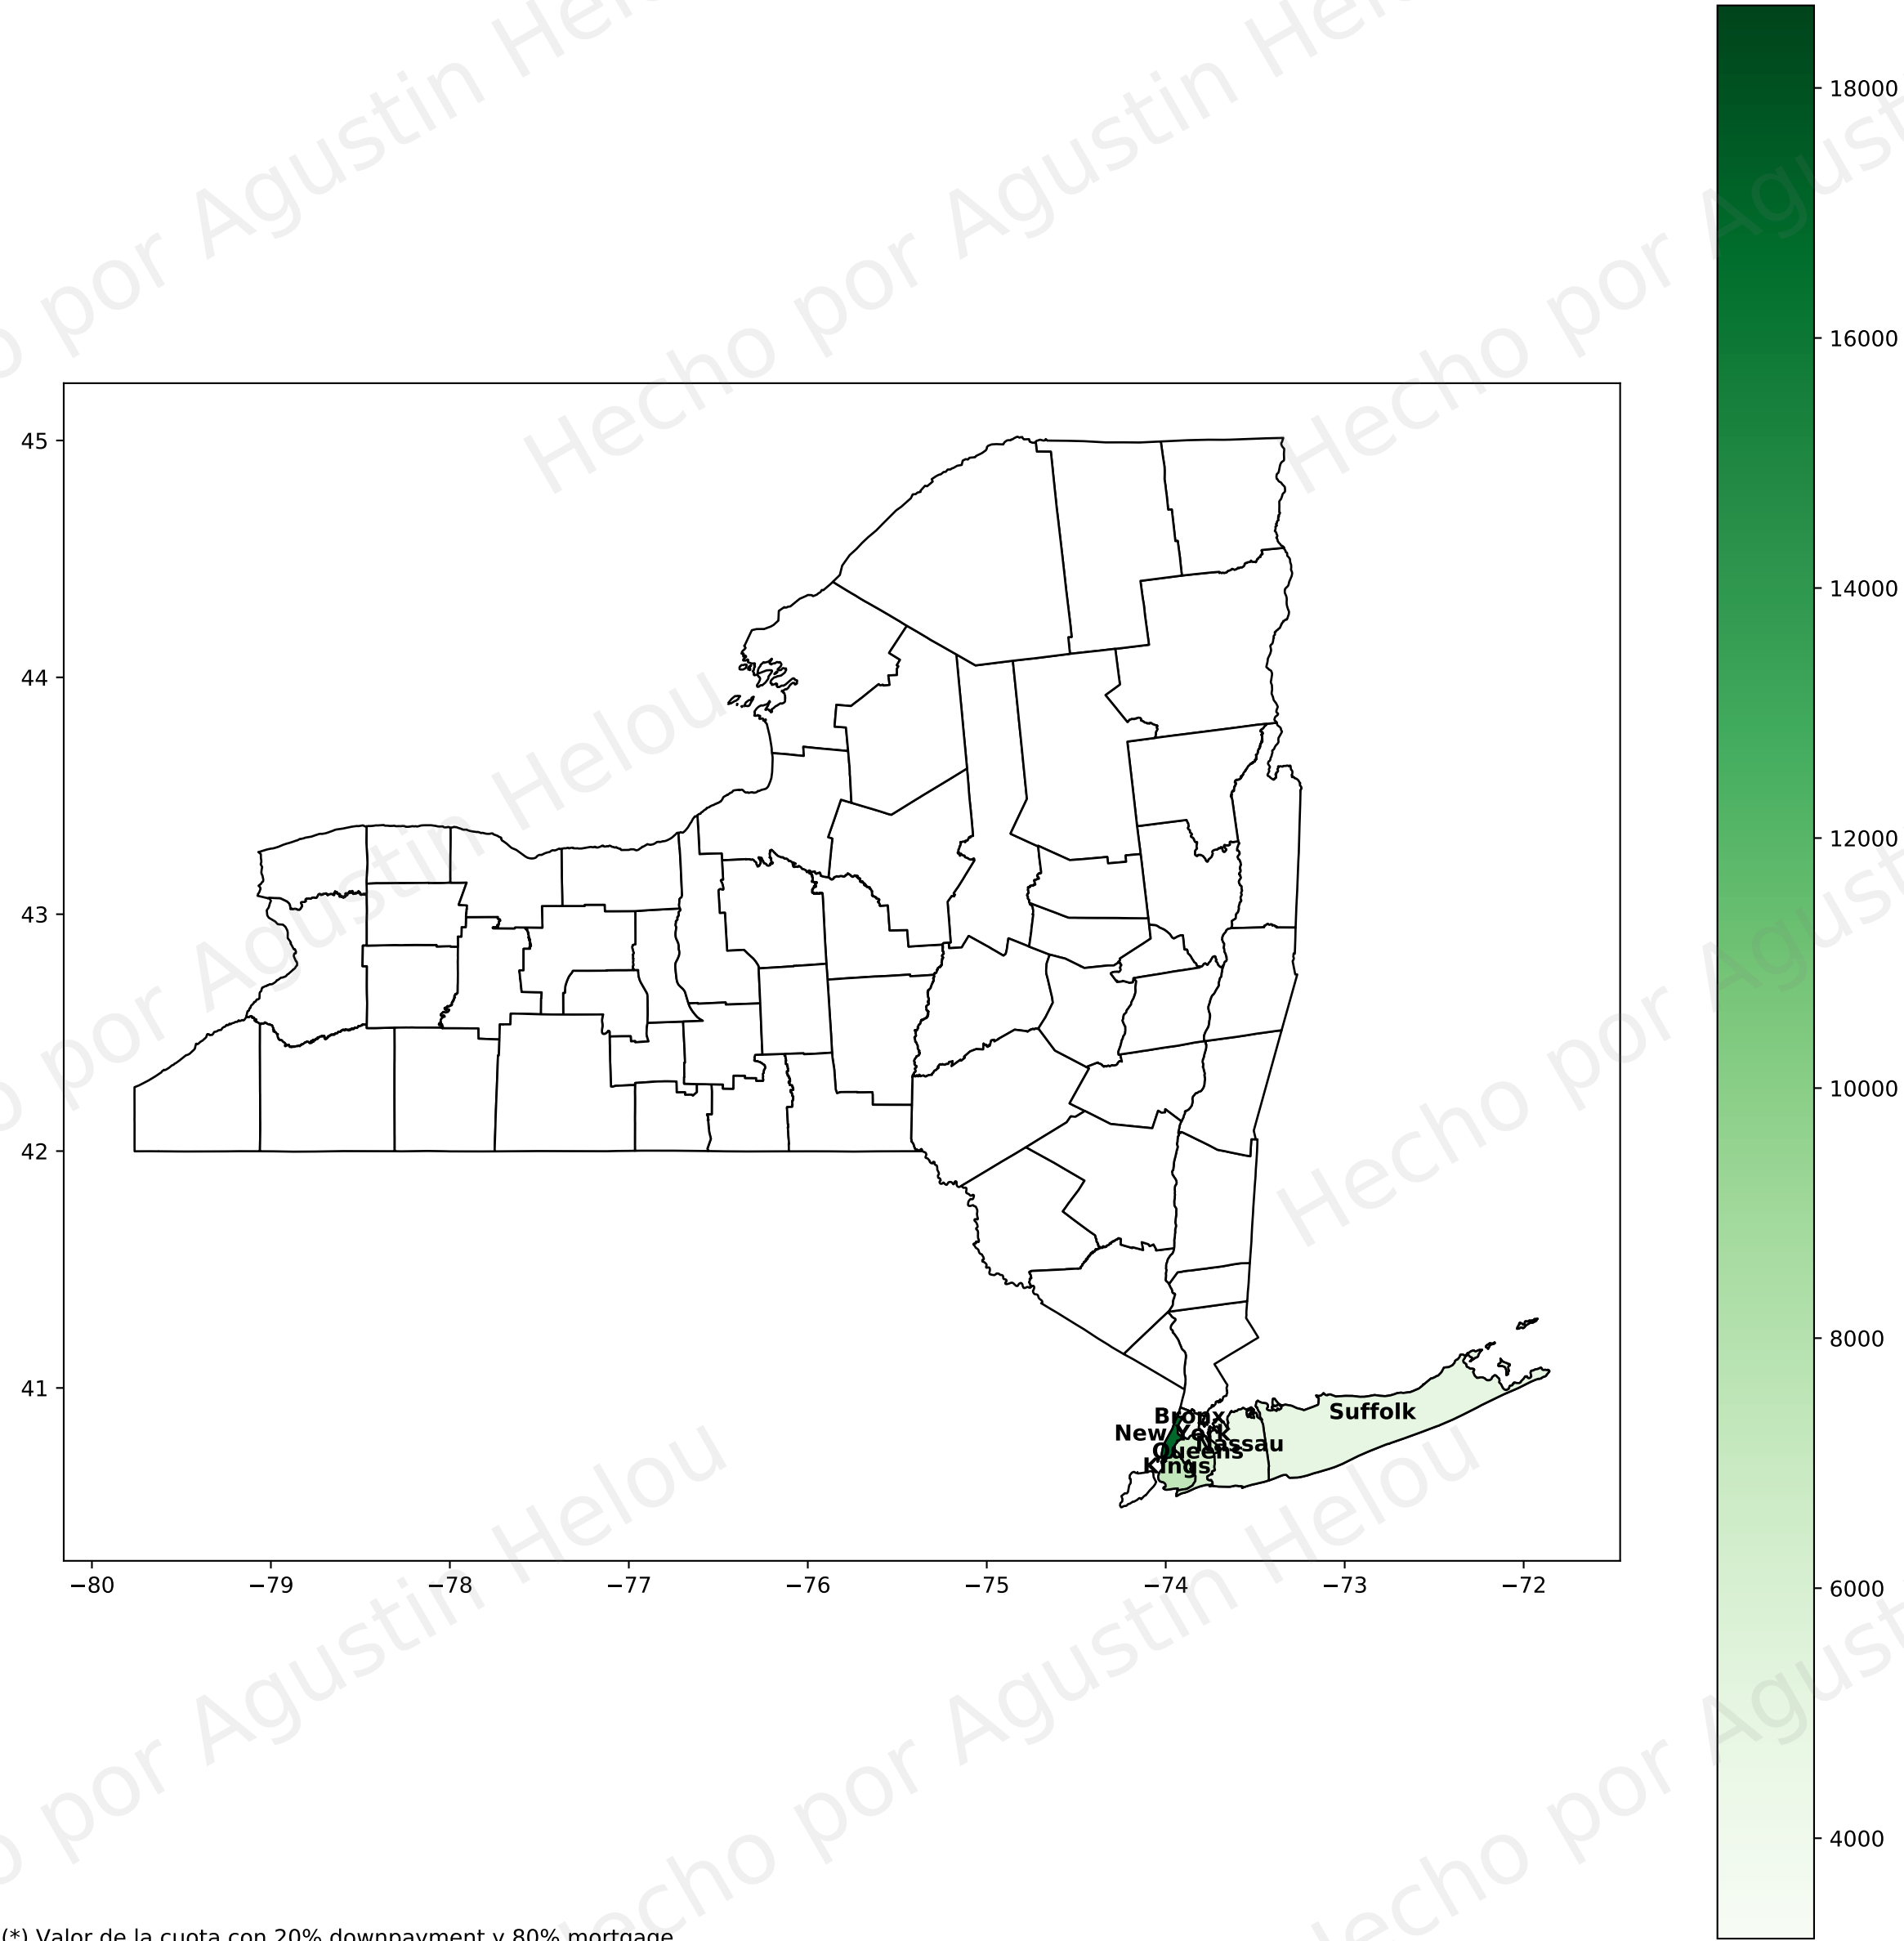 Hecho por Agustin Helou
18000
16000
14000
12000
10000
8000
6000
4000
45
44
43
42
41
−80
−79
−78
−77
−76
−75
−74
−73
−72
Bronx
New York
Queens
Nassau
Kings
Suffolk
(*) Valor de la cuota con 20% downpayment y 80% mortgage